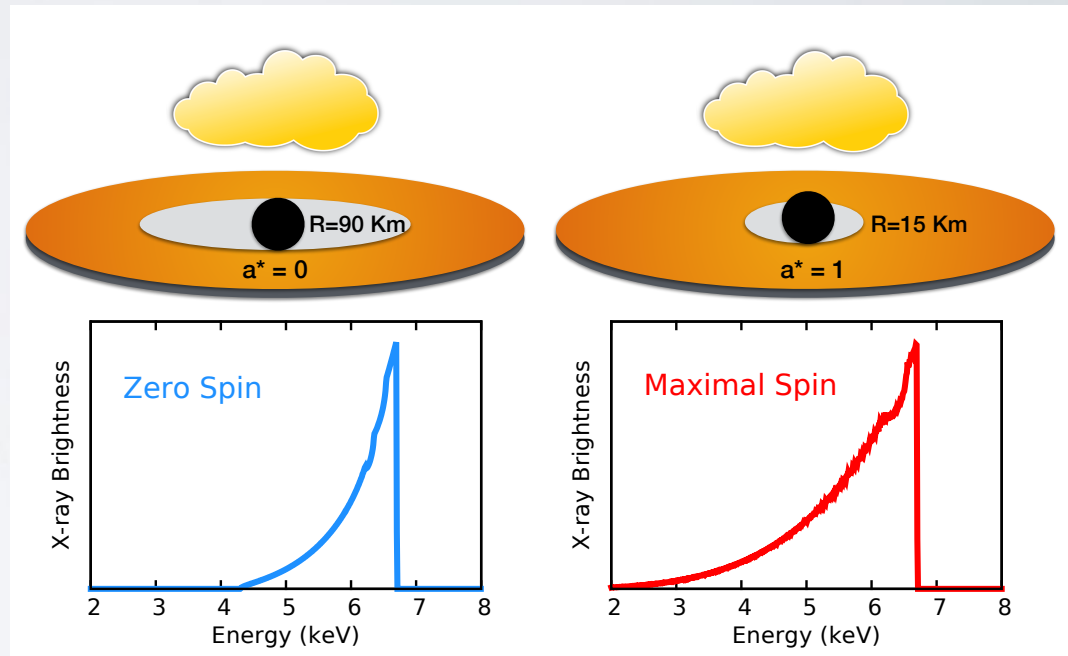 R=90 Km
a* = 0
R=15 Km
a* = 1
Zero Spin
X-ray Brightness
2 3 4 5 6 7 8
Energy (keV)
Maximal Spin
X-ray Brightness
2 3 4 5 6 7 8
Energy (keV)